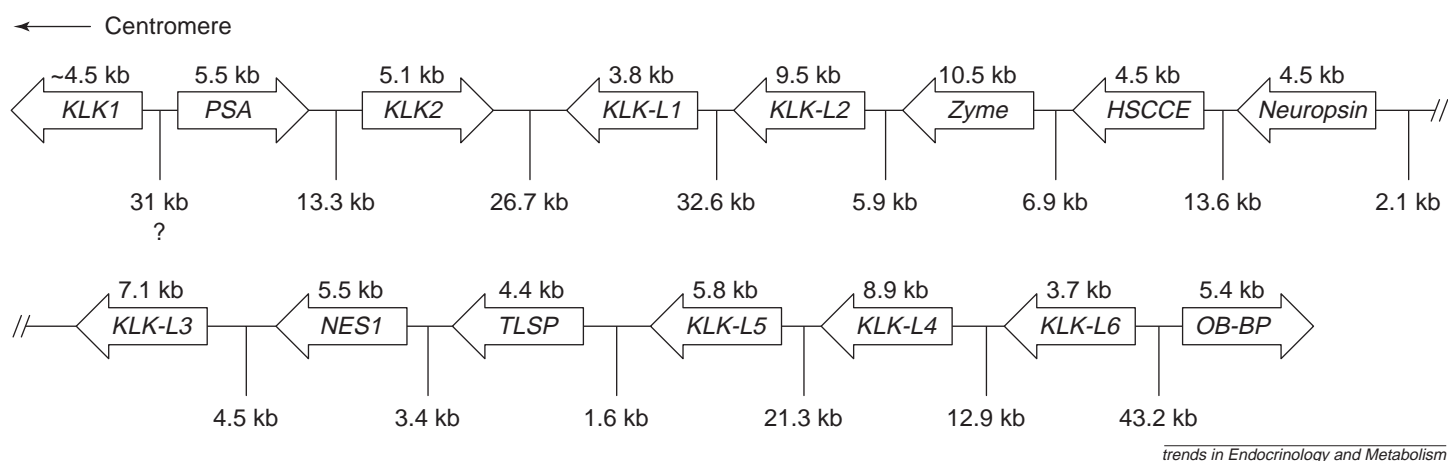 Centromere
~4.5 kb 5.5 kb 5.1 kb 3.8 kb 9.5 kb 10.5 kb 4.5 kb 4.5 kb
KLK1 PSA KLK2 KLK-L1 KLK-L2 Zyme HSCCE Neuropsin
31 kb 13.3 kb 26.7 kb 32.6 kb 5.9 kb 6.9 kb 13.6 kb 2.1 kb
?
7.1 kb 5.5 kb 4.4 kb 5.8 kb 8.9 kb 3.7 kb 5.4 kb
KLK-L3 NES1 TLSP KLK-L5 KLK-L4 KLK-L6 OB-BP
4.5 kb 3.4 kb 1.6 kb 21.3 kb 12.9 kb 43.2 kb
trends in Endocrinology and Metabolism